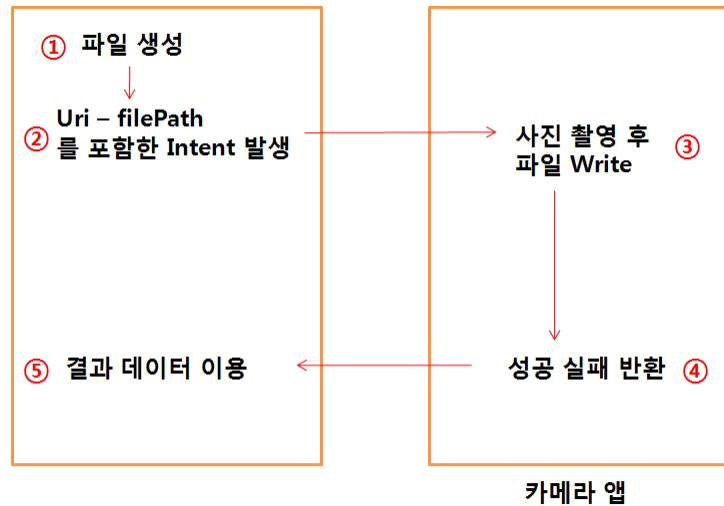 ① 파일 생성
Uri – filePath
② 를 포함한 Intent 발생
사진 촬영 후 ③
파일 Write
⑤ 결과 데이터 이용
성공 실패 반환 ④
카메라 앱